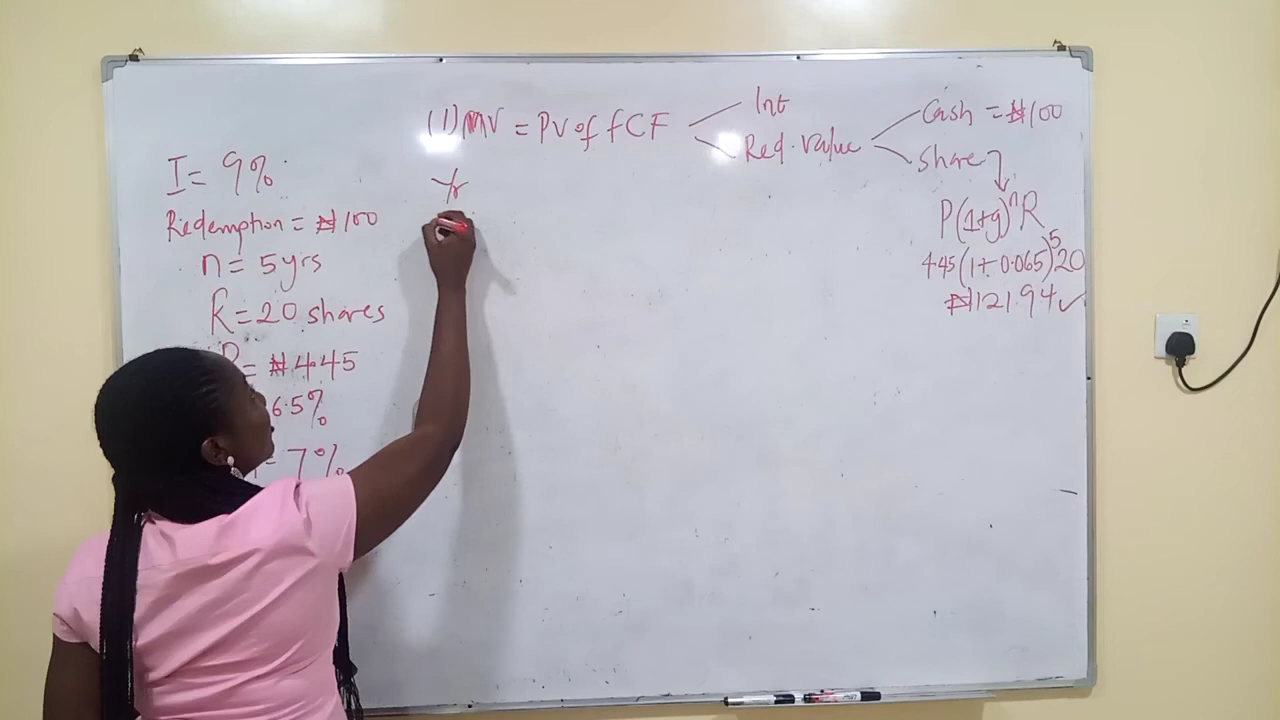 (1) MV = PV of fCF
Int
Red. value
Cash = ₦100
share
P(1+g)ⁿR
4.45(1+0.065)⁵20
₦121.94✓
I = 9%
Redemption = ₦100
n = 5yrs
R = 20 shares
P = ₦4.45
6.5%
= 7%
Yr